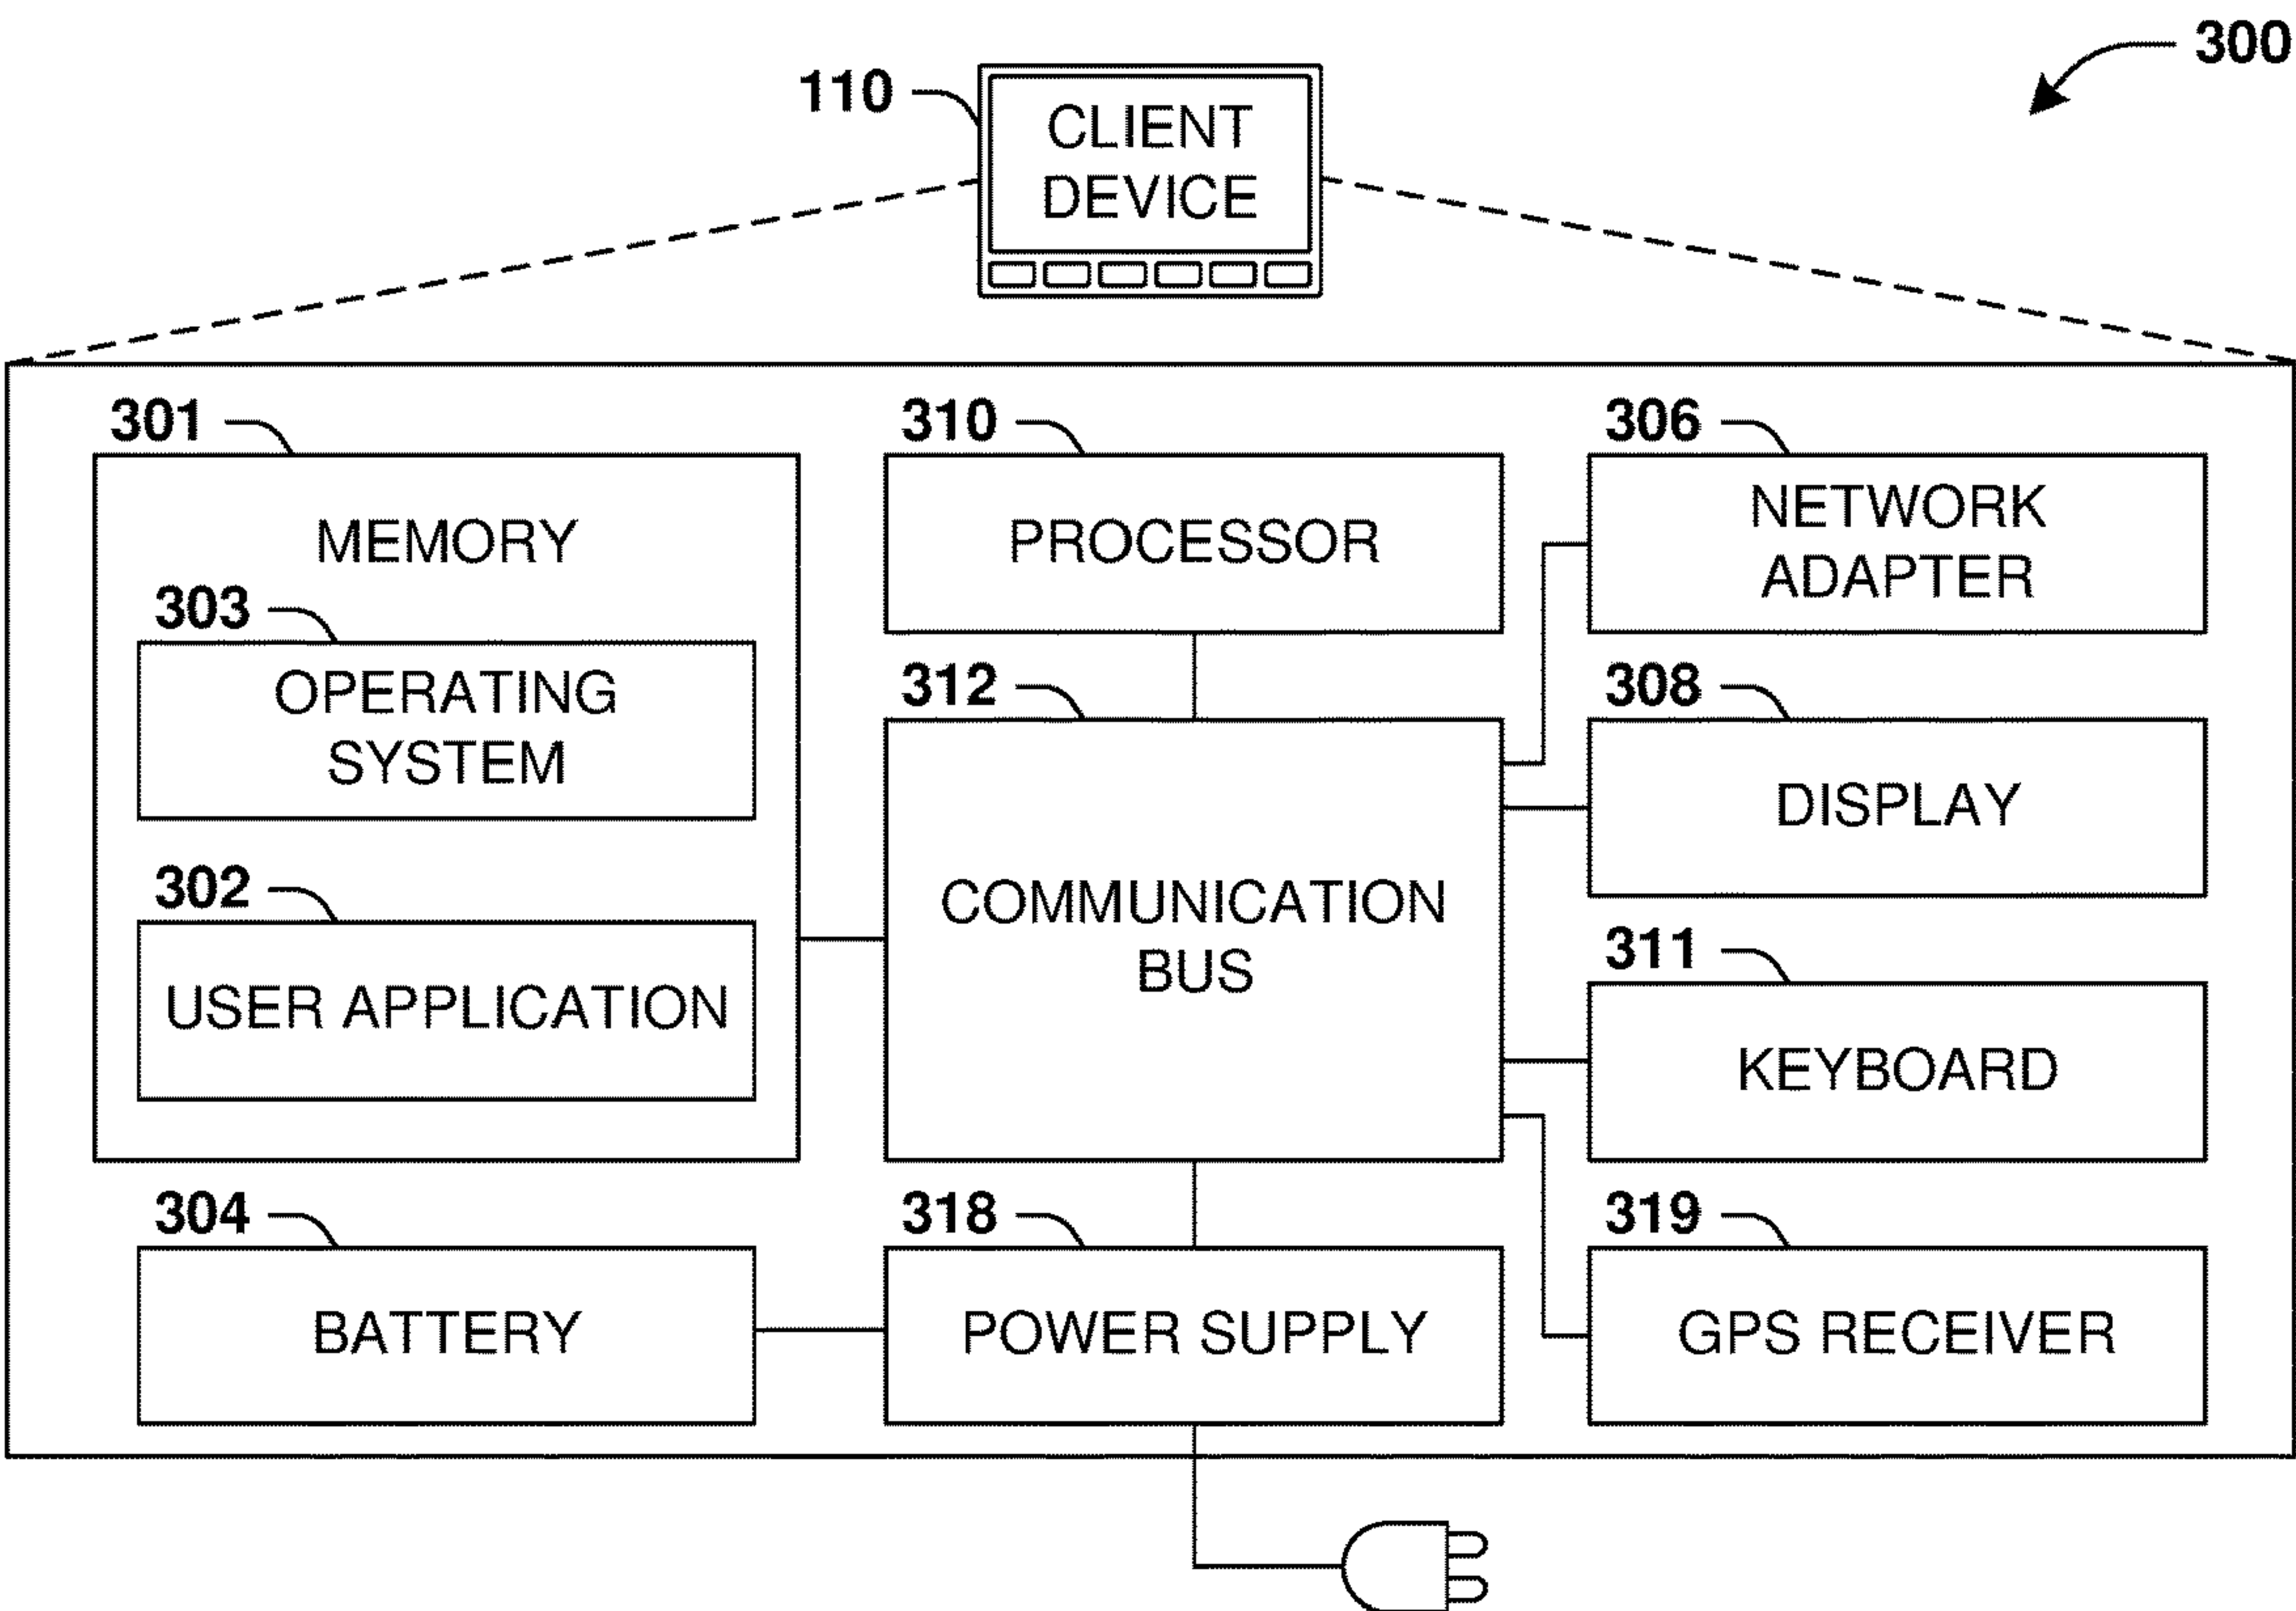 300
110
CLIENT
DEVICE
301
310
306
MEMORY
PROCESSOR
NETWORK
ADAPTER
303
OPERATING
SYSTEM
312
COMMUNICATION
BUS
308
DISPLAY
302
USER APPLICATION
311
KEYBOARD
304
BATTERY
318
POWER SUPPLY
319
GPS RECEIVER